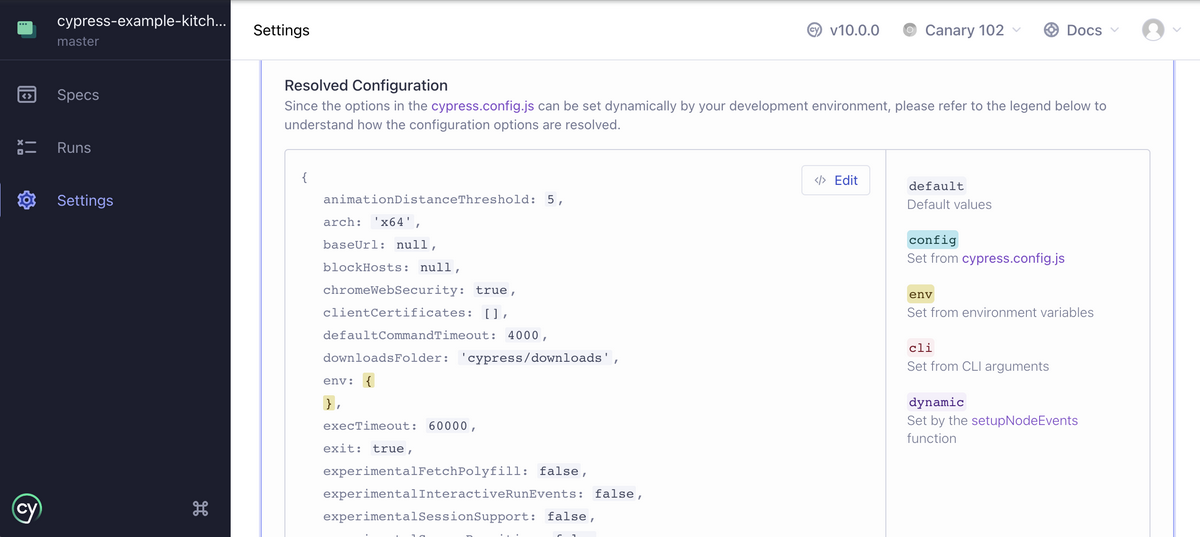 cypress-example-kitch...
master
Specs
Runs
Settings
cy
Settings
cy v10.0.0
Canary 102
Docs
Resolved Configuration
Since the options in the cypress.config.js can be set dynamically by your development environment, please refer to the legend below to
understand how the configuration options are resolved.
{
</> Edit
animationDistanceThreshold: 5,
arch: 'x64',
baseUrl: null,
blockHosts: null,
chromeWebSecurity: true,
clientCertificates: [],
defaultCommandTimeout: 4000,
downloadsFolder: 'cypress/downloads',
env: {
},
execTimeout: 60000,
exit: true,
experimentalFetchPolyfill: false,
experimentalInteractiveRunEvents: false,
experimentalSessionSupport: false,
default
Default values
config
Set from cypress.config.js
env
Set from environment variables
cli
Set from CLI arguments
dynamic
Set by the setupNodeEvents
function